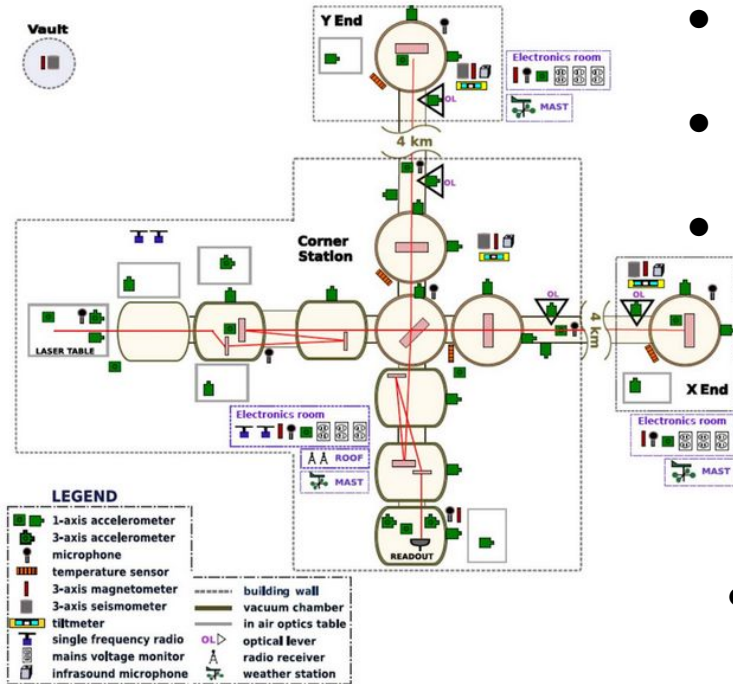 Vault
Y End
Electronics room
MAST
OL
4 km
OL
Corner
Station
OL
OL
4 km
LASER TABLE
X End
Electronics room
ROOF
MAST
Electronics room
MAST
READOUT
LEGEND
1-axis accelerometer
3-axis accelerometer
microphone
temperature sensor
3-axis magnetometer
3-axis seismometer
tiltmeter
single frequency radio
mains voltage monitor
infrasound microphone
building wall
vacuum chamber
in air optics table
OL optical lever
radio receiver
weather station